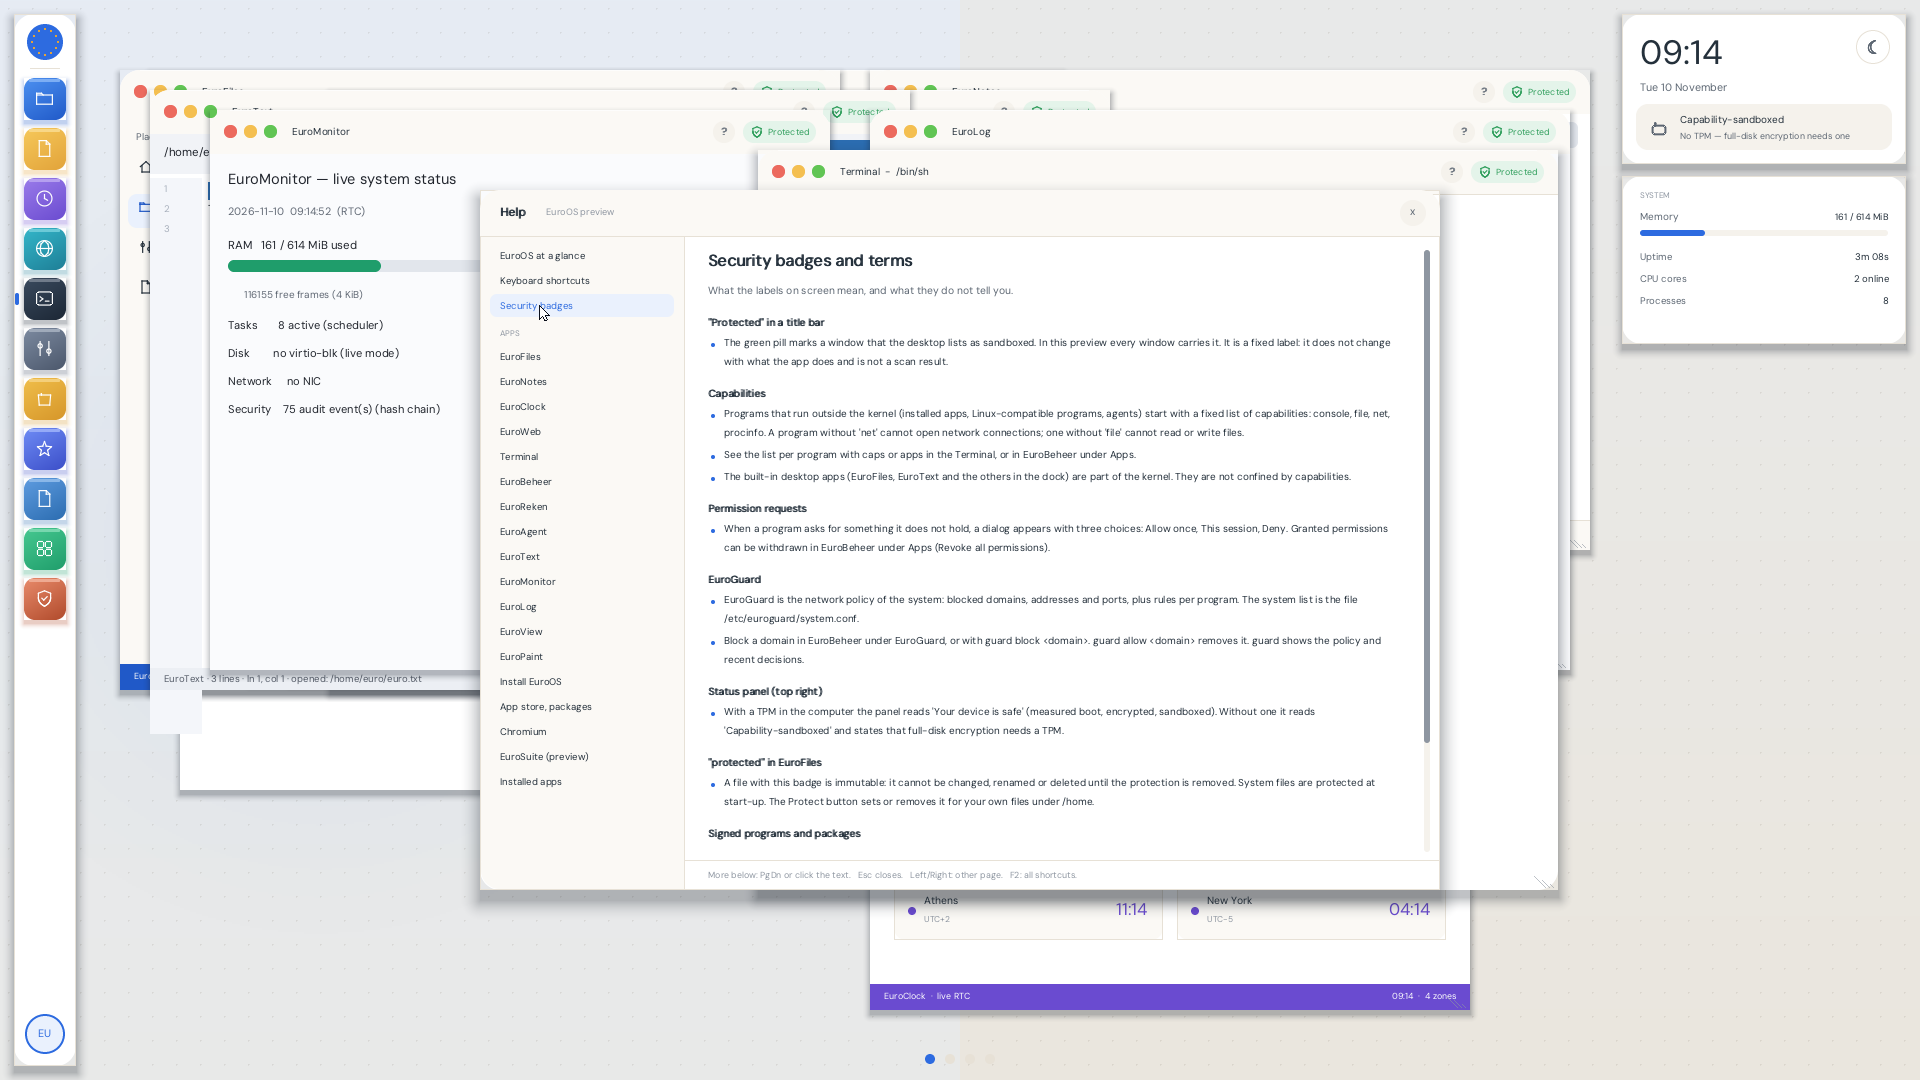 EuroFiles
?
Protected
EuroText
?
Protected
Pla
/home/e
1
2
3
EuroMonitor
?
Protected
EuroMonitor — live system status
2026-11-10 09:14:52 (RTC)
RAM 161 / 614 MiB used
116155 free frames (4 KiB)
Tasks 8 active (scheduler)
Disk no virtio-blk (live mode)
Network no NIC
Security 75 audit event(s) (hash chain)
Euro
EuroText · 3 lines · ln 1, col 1 · opened: /home/euro/euro.txt
EuroNotes
?
Protected
EuroLog
?
Protected
Terminal - /bin/sh
?
Protected
Help
EuroOS preview
x
EuroOS at a glance
Keyboard shortcuts
Security badges
APPS
EuroFiles
EuroNotes
EuroClock
EuroWeb
Terminal
EuroBeheer
EuroReken
EuroAgent
EuroText
EuroMonitor
EuroLog
EuroView
EuroPaint
Install EuroOS
App store, packages
Chromium
EuroSuite (preview)
Installed apps
Security badges and terms
What the labels on screen mean, and what they do not tell you.
"Protected" in a title bar
The green pill marks a window that the desktop lists as sandboxed. In this preview every window carries it. It is a fixed label: it does not change
with what the app does and is not a scan result.
Capabilities
Programs that run outside the kernel (installed apps, Linux-compatible programs, agents) start with a fixed list of capabilities: console, file, net,
procinfo. A program without 'net' cannot open network connections; one without 'file' cannot read or write files.
See the list per program with caps or apps in the Terminal, or in EuroBeheer under Apps.
The built-in desktop apps (EuroFiles, EuroText and the others in the dock) are part of the kernel. They are not confined by capabilities.
Permission requests
When a program asks for something it does not hold, a dialog appears with three choices: Allow once, This session, Deny. Granted permissions
can be withdrawn in EuroBeheer under Apps (Revoke all permissions).
EuroGuard
EuroGuard is the network policy of the system: blocked domains, addresses and ports, plus rules per program. The system list is the file
/etc/euroguard/system.conf.
Block a domain in EuroBeheer under EuroGuard, or with guard block <domain>. guard allow <domain> removes it. guard shows the policy and
recent decisions.
Status panel (top right)
With a TPM in the computer the panel reads 'Your device is safe' (measured boot, encrypted, sandboxed). Without one it reads
'Capability-sandboxed' and states that full-disk encryption needs a TPM.
"protected" in EuroFiles
A file with this badge is immutable: it cannot be changed, renamed or deleted until the protection is removed. System files are protected at
start-up. The Protect button sets or removes it for your own files under /home.
Signed programs and packages
More below: PgDn or click the text. Esc closes. Left/Right: other page. F2: all shortcuts.
Athens
UTC+2
11:14
New York
UTC-5
04:14
EuroClock · live RTC
09:14 · 4 zones
09:14
Tue 10 November
Capability-sandboxed
No TPM — full-disk encryption needs one
SYSTEM
Memory
161 / 614 MiB
Uptime
3m 08s
CPU cores
2 online
Processes
8
EU